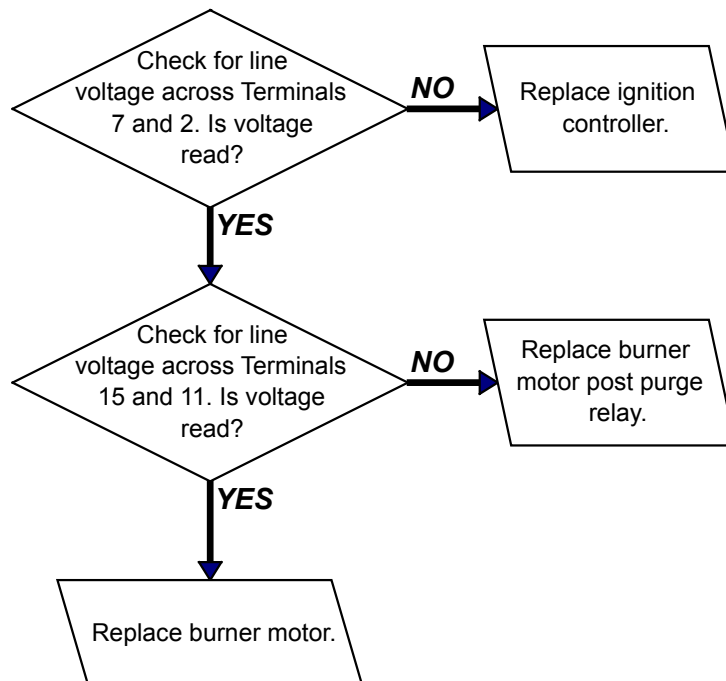 Check for line
voltage across Terminals
7 and 2. Is voltage
read?
NO
Replace ignition
controller.
YES
Check for line
voltage across Terminals
15 and 11. Is voltage
read?
NO
Replace burner
motor post purge
relay.
YES
Replace burner motor.